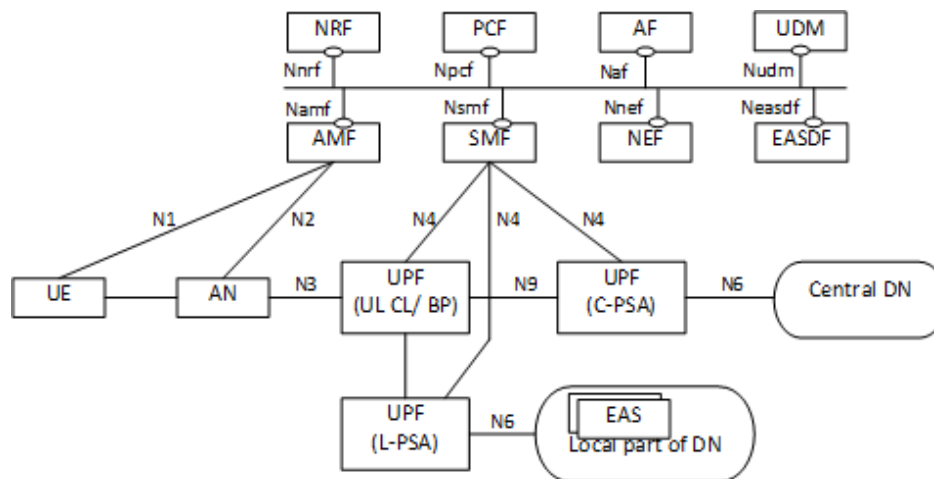 NRF PCF AF UDM
Nnrf Npcf Naf Nudm
Namf Nsmf Nnef Neasdf
AMF SMF NEF EASDF
N1 N2 N4 N4 N4
UE AN N3 UPF N9 UPF N6 Central DN
(UL CL/ BP) (C-PSA)
UPF N6 EAS
(L-PSA) Local part of DN